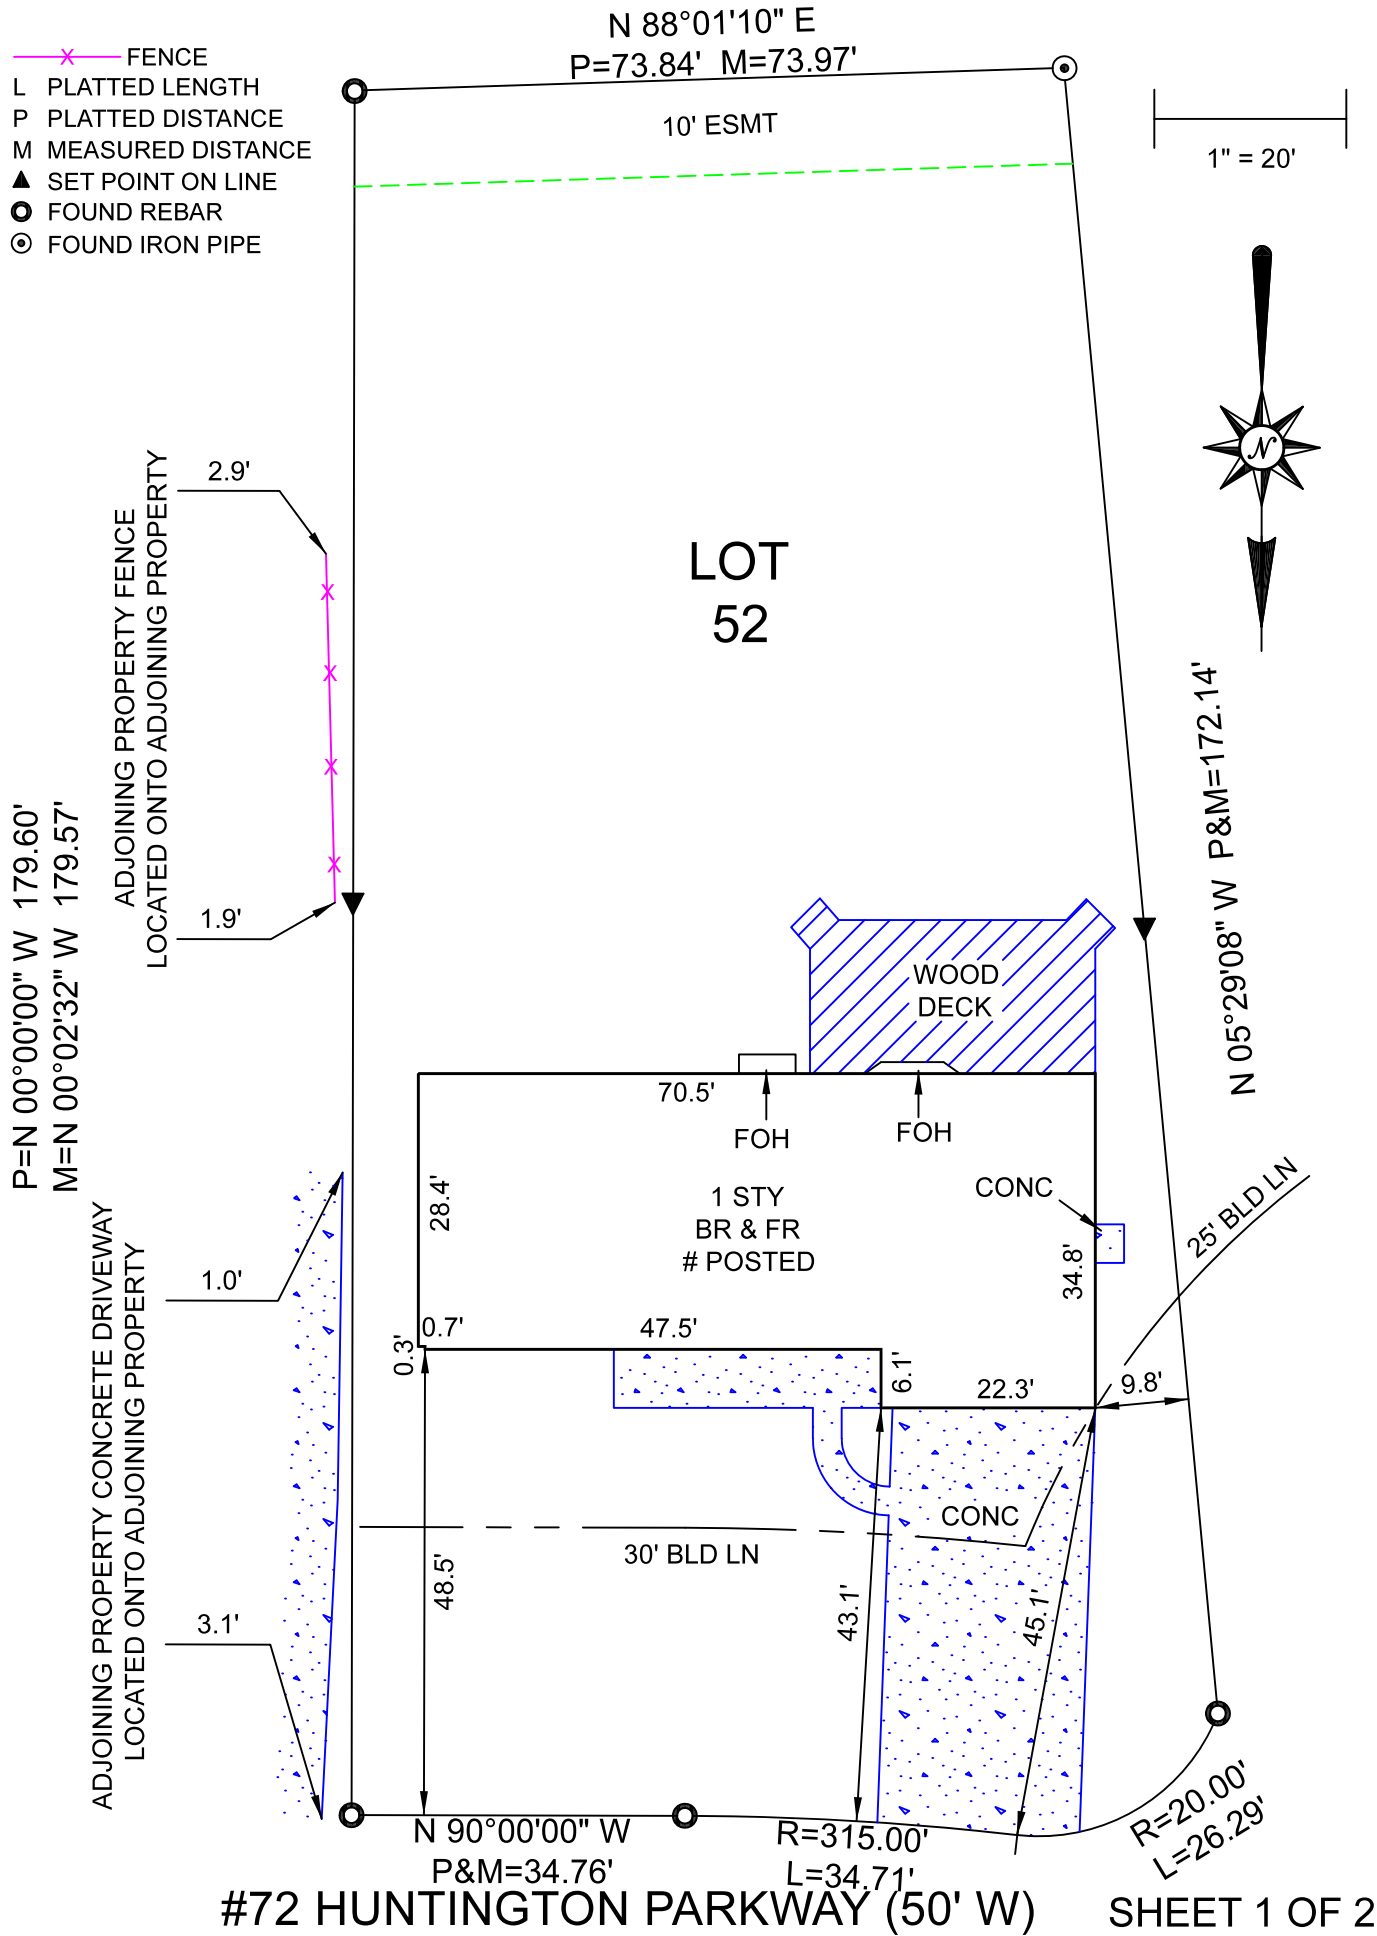 N 88°01'10" E
P=73.84' M=73.97'
FENCE
L PLATTED LENGTH
P PLATTED DISTANCE
M MEASURED DISTANCE
SET POINT ON LINE
FOUND REBAR
FOUND IRON PIPE
10' ESMT
1" = 20'
N
2.9'
ADJOINING PROPERTY FENCE
LOCATED ONTO ADJOINING PROPERTY
1.9'
LOT
52
P=N 00°00'00" W 179.60'
M=N 00°02'32" W 179.57'
N 05°29'08" W P&M=172.14'
WOOD
DECK
70.5'
FOH
FOH
28.4'
1 STY
BR & FR
# POSTED
CONC
34.8'
25' BLD LN
ADJOINING PROPERTY CONCRETE DRIVEWAY
LOCATED ONTO ADJOINING PROPERTY
1.0'
0.7'
0.3'
47.5'
6.1'
22.3'
9.8'
CONC
30' BLD LN
48.5'
43.1'
45.1'
3.1'
N 90°00'00" W
P&M=34.76'
R=315.00'
L=34.71'
R=20.00'
L=26.29'
#72 HUNTINGTON PARKWAY (50' W)
SHEET 1 OF 2